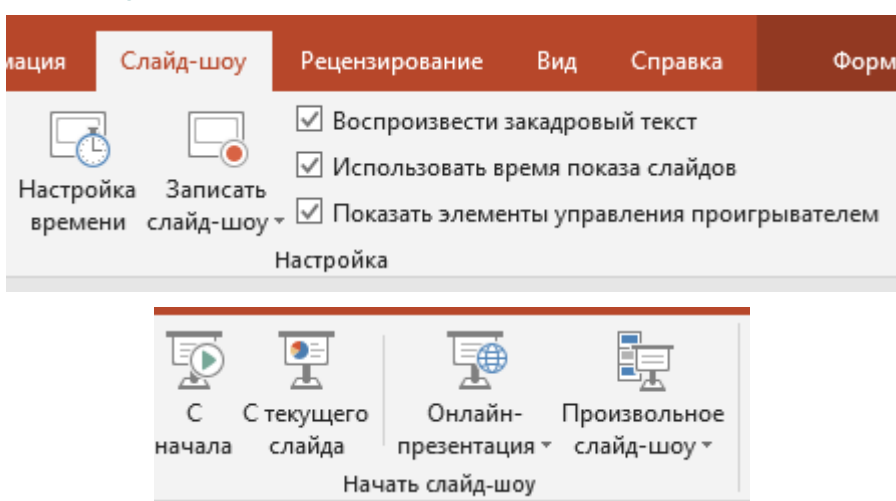 мация Слайд-шоу Рецензирование Вид Справка Форм
Воспроизвести закадровый текст
Использовать время показа слайдов
Показать элементы управления проигрывателем
Настройка
времени
Записать
слайд-шоу
Настройка
С
начала
С текущего
слайда
Онлайн-
презентация
Произвольное
слайд-шоу
Начать слайд-шоу